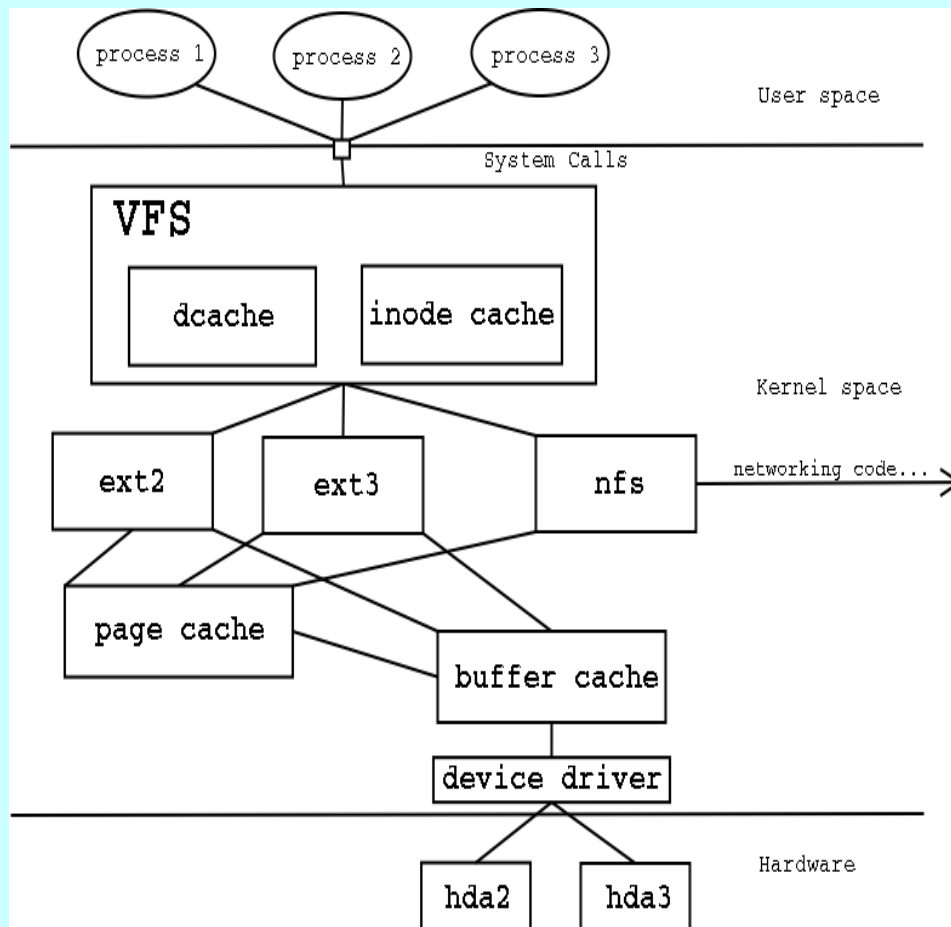 process 1
process 2
process 3
User space
System Calls
VFS
dcache
inode cache
Kernel space
ext2
ext3
nfs
networking code...
page cache
buffer cache
device driver
Hardware
hda2
hda3